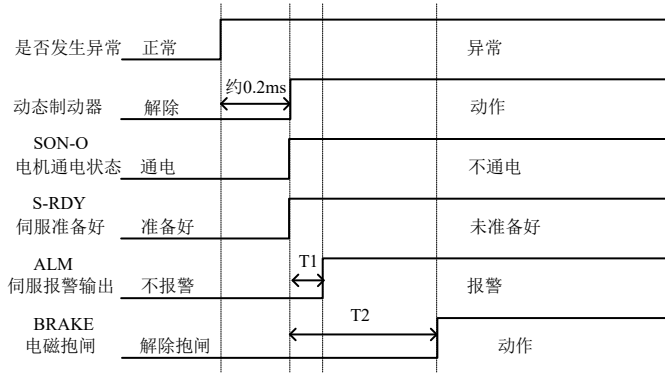 是否发生异常 正常 异常
约0.2ms
动态制动器 解除 动作
SON-O
电机通电状态 通电 不通电
S-RDY
伺服准备好 准备好 未准备好
ALM T1
伺服报警输出 不报警 报警
BRAKE T2
电磁抱闸 解除抱闸 动作